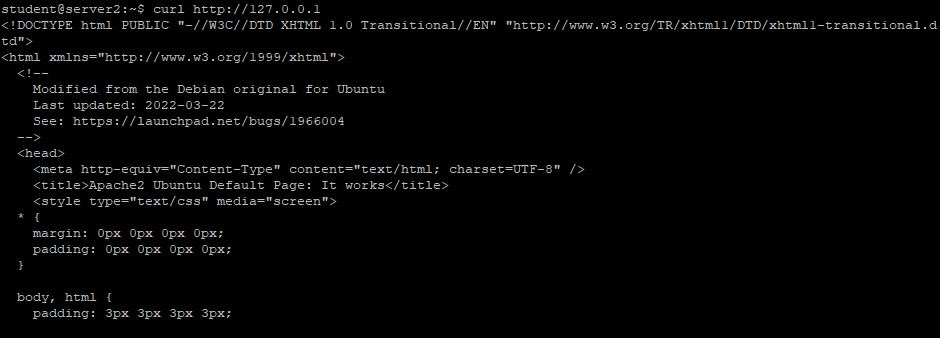 student@server2:~$ curl http://127.0.0.1
<!DOCTYPE html PUBLIC "-//W3C//DTD XHTML 1.0 Transitional//EN" "http://www.w3.org/TR/xhtml1/DTD/xhtml1-transitional.d
td">
<html xmlns="http://www.w3.org/1999/xhtml">
  <!--
    Modified from the Debian original for Ubuntu
    Last updated: 2022-03-22
    See: https://launchpad.net/bugs/1966004
  -->
  <head>
    <meta http-equiv="Content-Type" content="text/html; charset=UTF-8" />
    <title>Apache2 Ubuntu Default Page: It works</title>
    <style type="text/css" media="screen">
  * {
    margin: 0px 0px 0px 0px;
    padding: 0px 0px 0px 0px;
  }

  body, html {
    padding: 3px 3px 3px 3px;